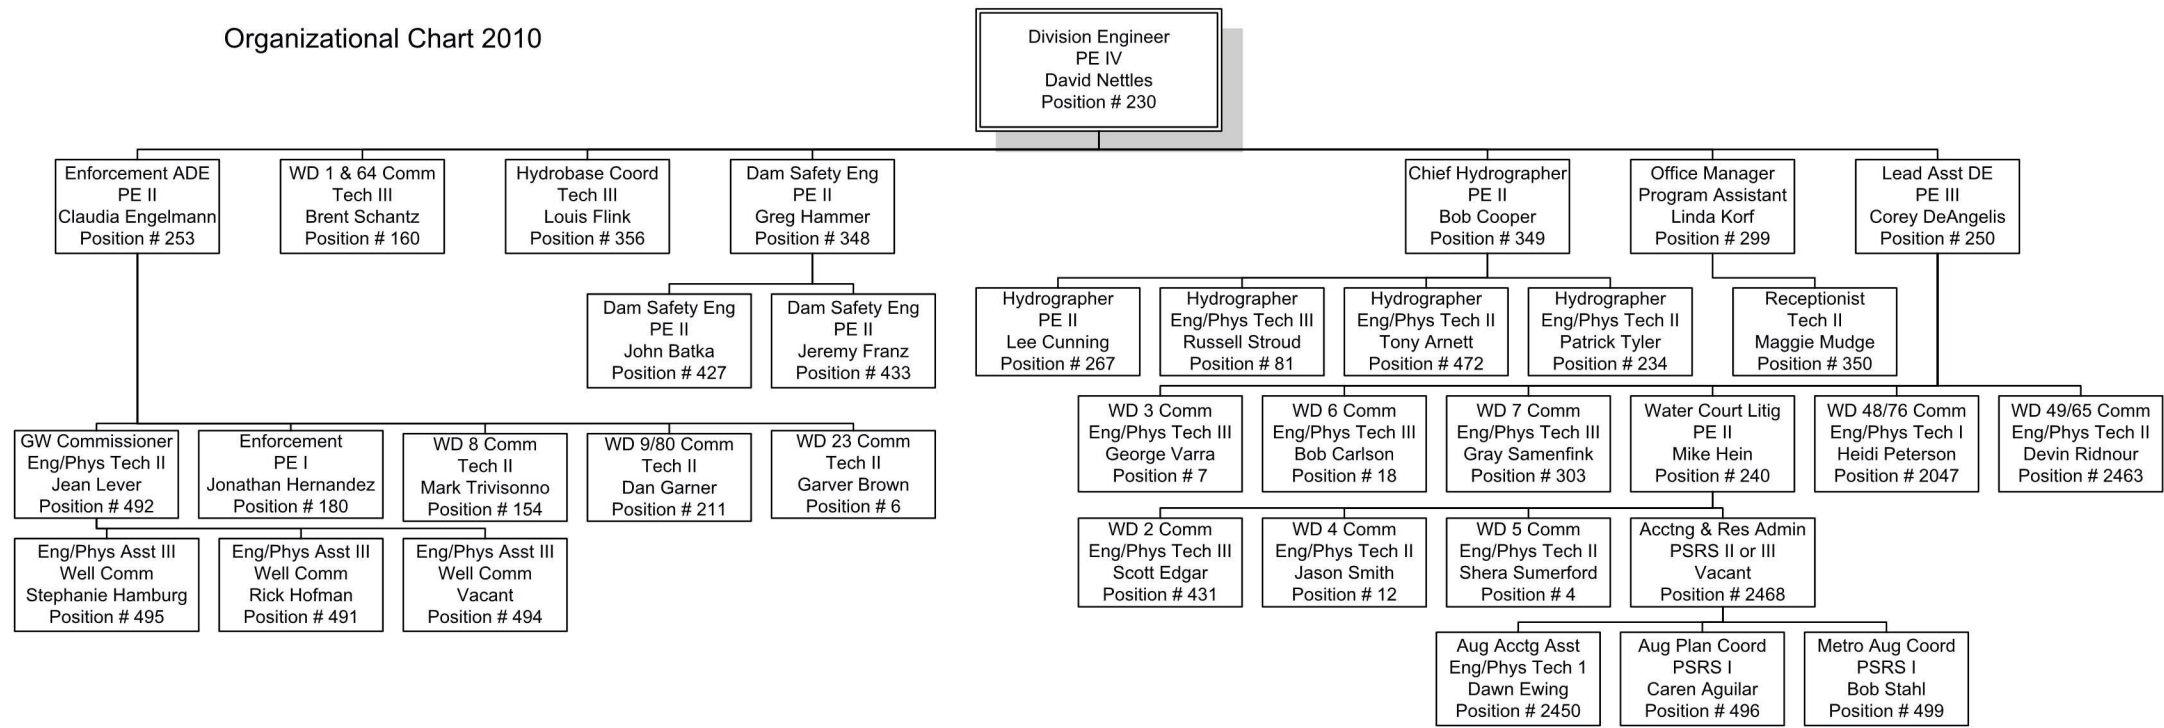 Organizational Chart 2010
Division Engineer
PE IV
David Nettles
Position # 230
Enforcement ADE
PE II
Claudia Engelmann
Position # 253
WD 1 & 64 Comm
Tech III
Brent Schantz
Position # 160
Hydrobase Coord
Tech III
Louis Flink
Position # 356
Dam Safety Eng
PE II
Greg Hammer
Position # 348
Chief Hydrographer
PE II
Bob Cooper
Position # 349
Office Manager
Program Assistant
Linda Korf
Position # 299
Lead Asst DE
PE III
Corey DeAngelis
Position # 250
Dam Safety Eng
PE II
John Batka
Position # 427
Dam Safety Eng
PE II
Jeremy Franz
Position # 433
Hydrographer
PE II
Lee Cunning
Position # 267
Hydrographer
Eng/Phys Tech III
Russell Stroud
Position # 81
Hydrographer
Eng/Phys Tech II
Tony Arnett
Position # 472
Hydrographer
Eng/Phys Tech II
Patrick Tyler
Position # 234
Receptionist
Tech II
Maggie Mudge
Position # 350
WD 3 Comm
Eng/Phys Tech III
George Varra
Position # 7
WD 6 Comm
Eng/Phys Tech III
Bob Carlson
Position # 18
WD 7 Comm
Eng/Phys Tech III
Gray Samenfink
Position # 303
Water Court Litig
PE II
Mike Hein
Position # 240
WD 48/76 Comm
Eng/Phys Tech I
Heidi Peterson
Position # 2047
WD 49/65 Comm
Eng/Phys Tech II
Devin Ridnour
Position # 2463
GW Commissioner
Eng/Phys Tech II
Jean Lever
Position # 492
Enforcement
PE I
Jonathan Hernandez
Position # 180
WD 8 Comm
Tech II
Mark Trivisonno
Position # 154
WD 9/80 Comm
Tech II
Dan Garner
Position # 211
WD 23 Comm
Tech II
Garver Brown
Position # 6
WD 2 Comm
Eng/Phys Tech III
Scott Edgar
Position # 431
WD 4 Comm
Eng/Phys Tech II
Jason Smith
Position # 12
WD 5 Comm
Eng/Phys Tech II
Shera Sumerford
Position # 4
Acctng & Res Admin
PSRS II or III
Vacant
Position # 2468
Eng/Phys Asst III
Well Comm
Stephanie Hamburg
Position # 495
Eng/Phys Asst III
Well Comm
Rick Hofman
Position # 491
Eng/Phys Asst III
Well Comm
Vacant
Position # 494
Aug Acctg Asst
Eng/Phys Tech 1
Dawn Ewing
Position # 2450
Aug Plan Coord
PSRS I
Caren Aguilar
Position # 496
Metro Aug Coord
PSRS I
Bob Stahl
Position # 499